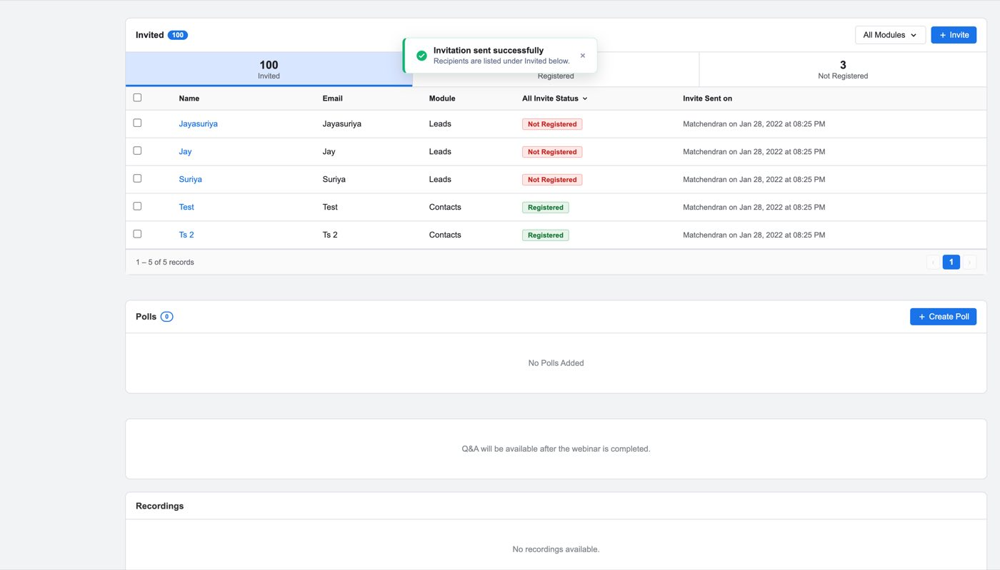 Invited 100
All Modules
+ Invite
Invitation sent successfully
Recipients are listed under Invited below.
100
Invited
Registered
3
Not Registered
Name Email Module All Invite Status Invite Sent on
Jayasuriya Jayasuriya Leads Not Registered Matchendran on Jan 28, 2022 at 08:25 PM
Jay Jay Leads Not Registered Matchendran on Jan 28, 2022 at 08:25 PM
Suriya Suriya Leads Not Registered Matchendran on Jan 28, 2022 at 08:25 PM
Test Test Contacts Registered Matchendran on Jan 28, 2022 at 08:25 PM
Ts 2 Ts 2 Contacts Registered Matchendran on Jan 28, 2022 at 08:25 PM
1 – 5 of 5 records
‹ 1 ›
Polls 0
+ Create Poll
No Polls Added
Q&A will be available after the webinar is completed.
Recordings
No recordings available.